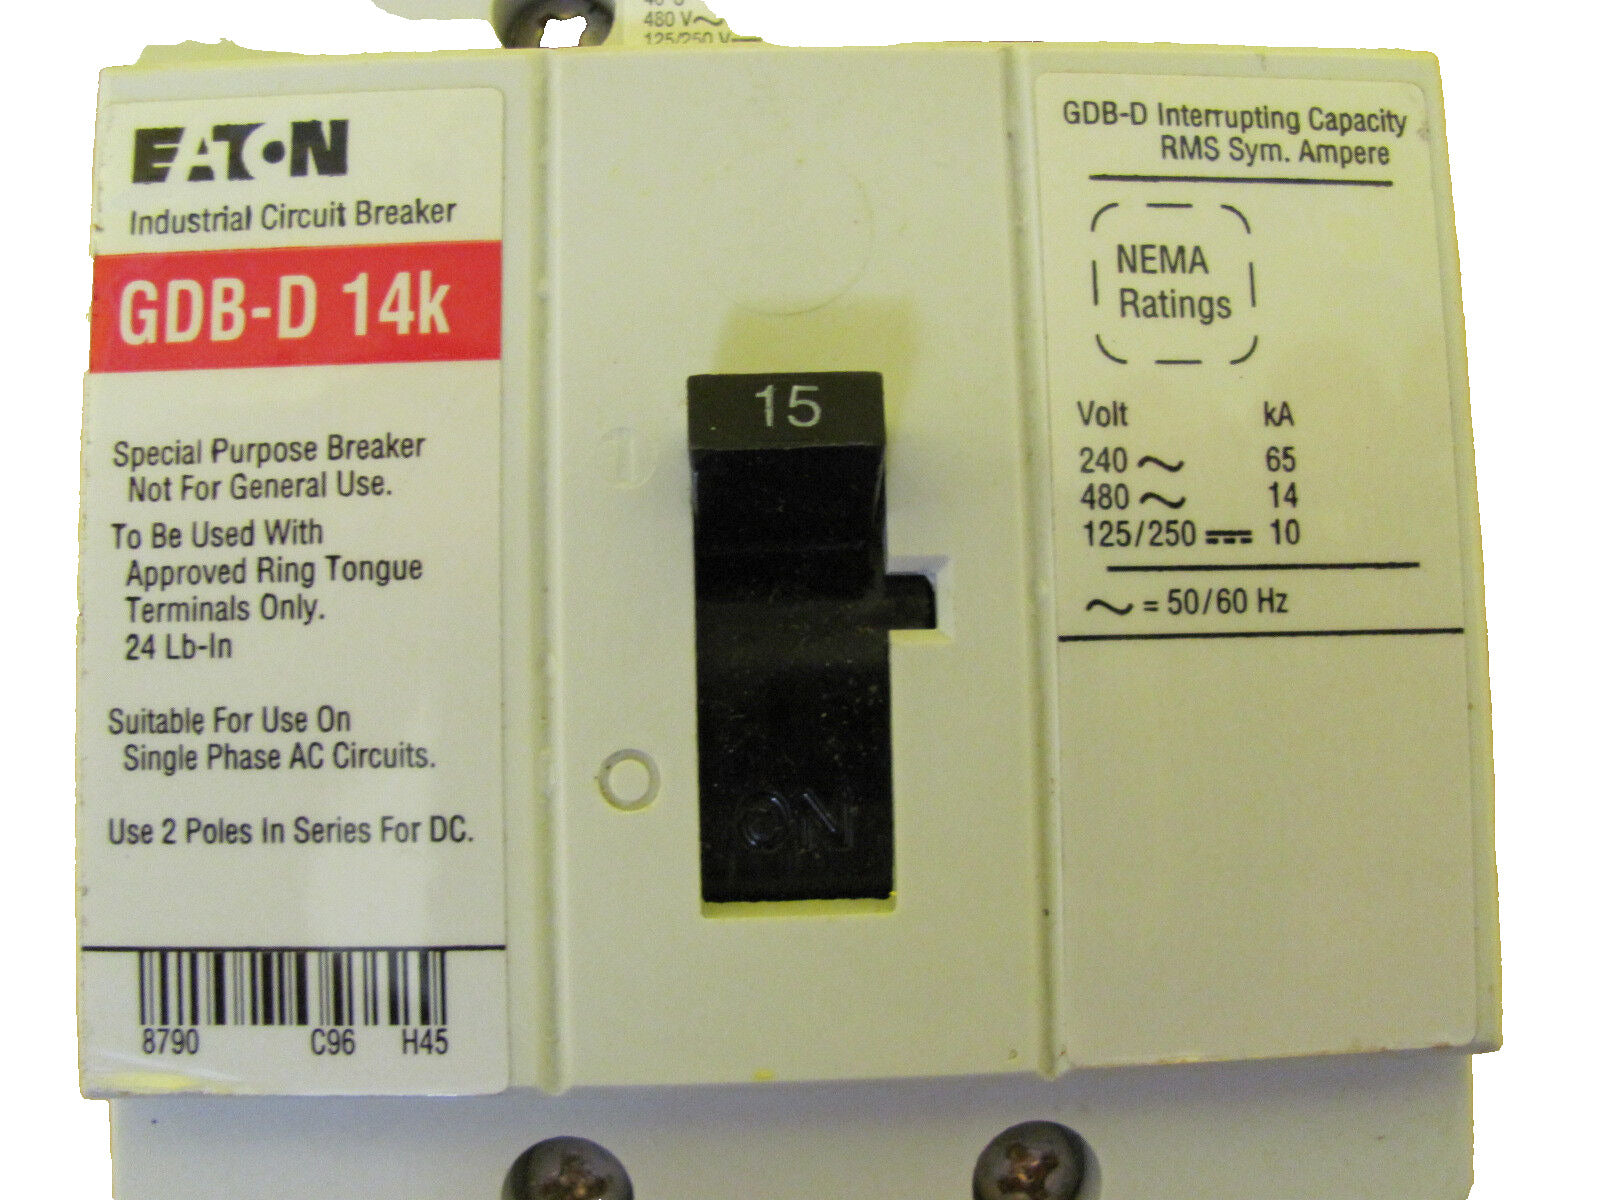 480 V~
125/250 V⎓
EATON
Industrial Circuit Breaker
GDB-D 14k
Special Purpose Breaker
Not For General Use.
To Be Used With
Approved Ring Tongue
Terminals Only.
24 Lb-In
Suitable For Use On
Single Phase AC Circuits.
Use 2 Poles In Series For DC.
8790 C96 H45
15
ON
GDB-D Interrupting Capacity
RMS Sym. Ampere
NEMA
Ratings
Volt kA
240 ~ 65
480 ~ 14
125/250 ⎓ 10
~ = 50/60 Hz